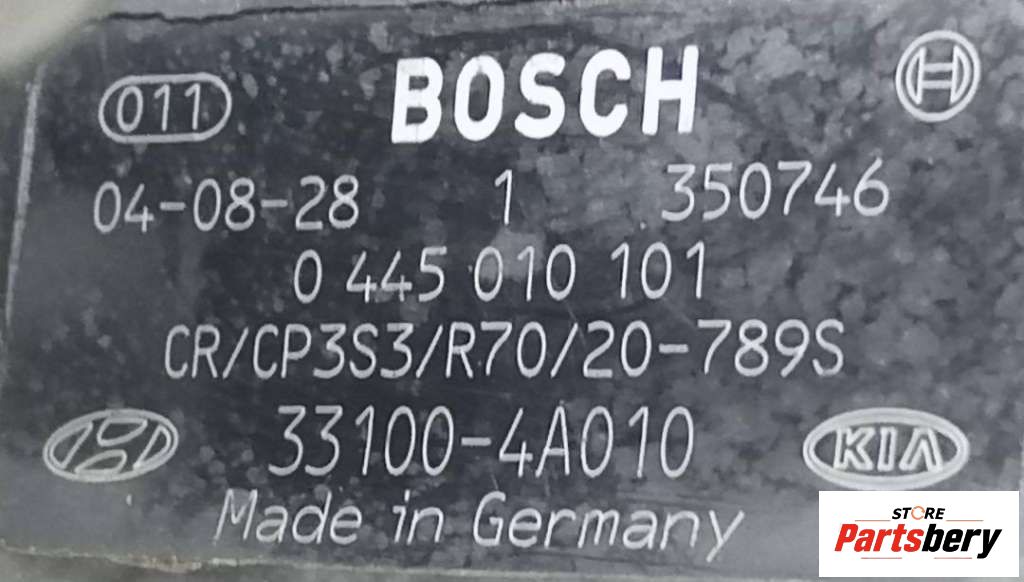 011 BOSCH
04-08-28 1 350746
0 445 010 101
CR/CP3S3/R70/20-789S
33100-4A010 KIA
Made in Germany
STORE
Partsbery